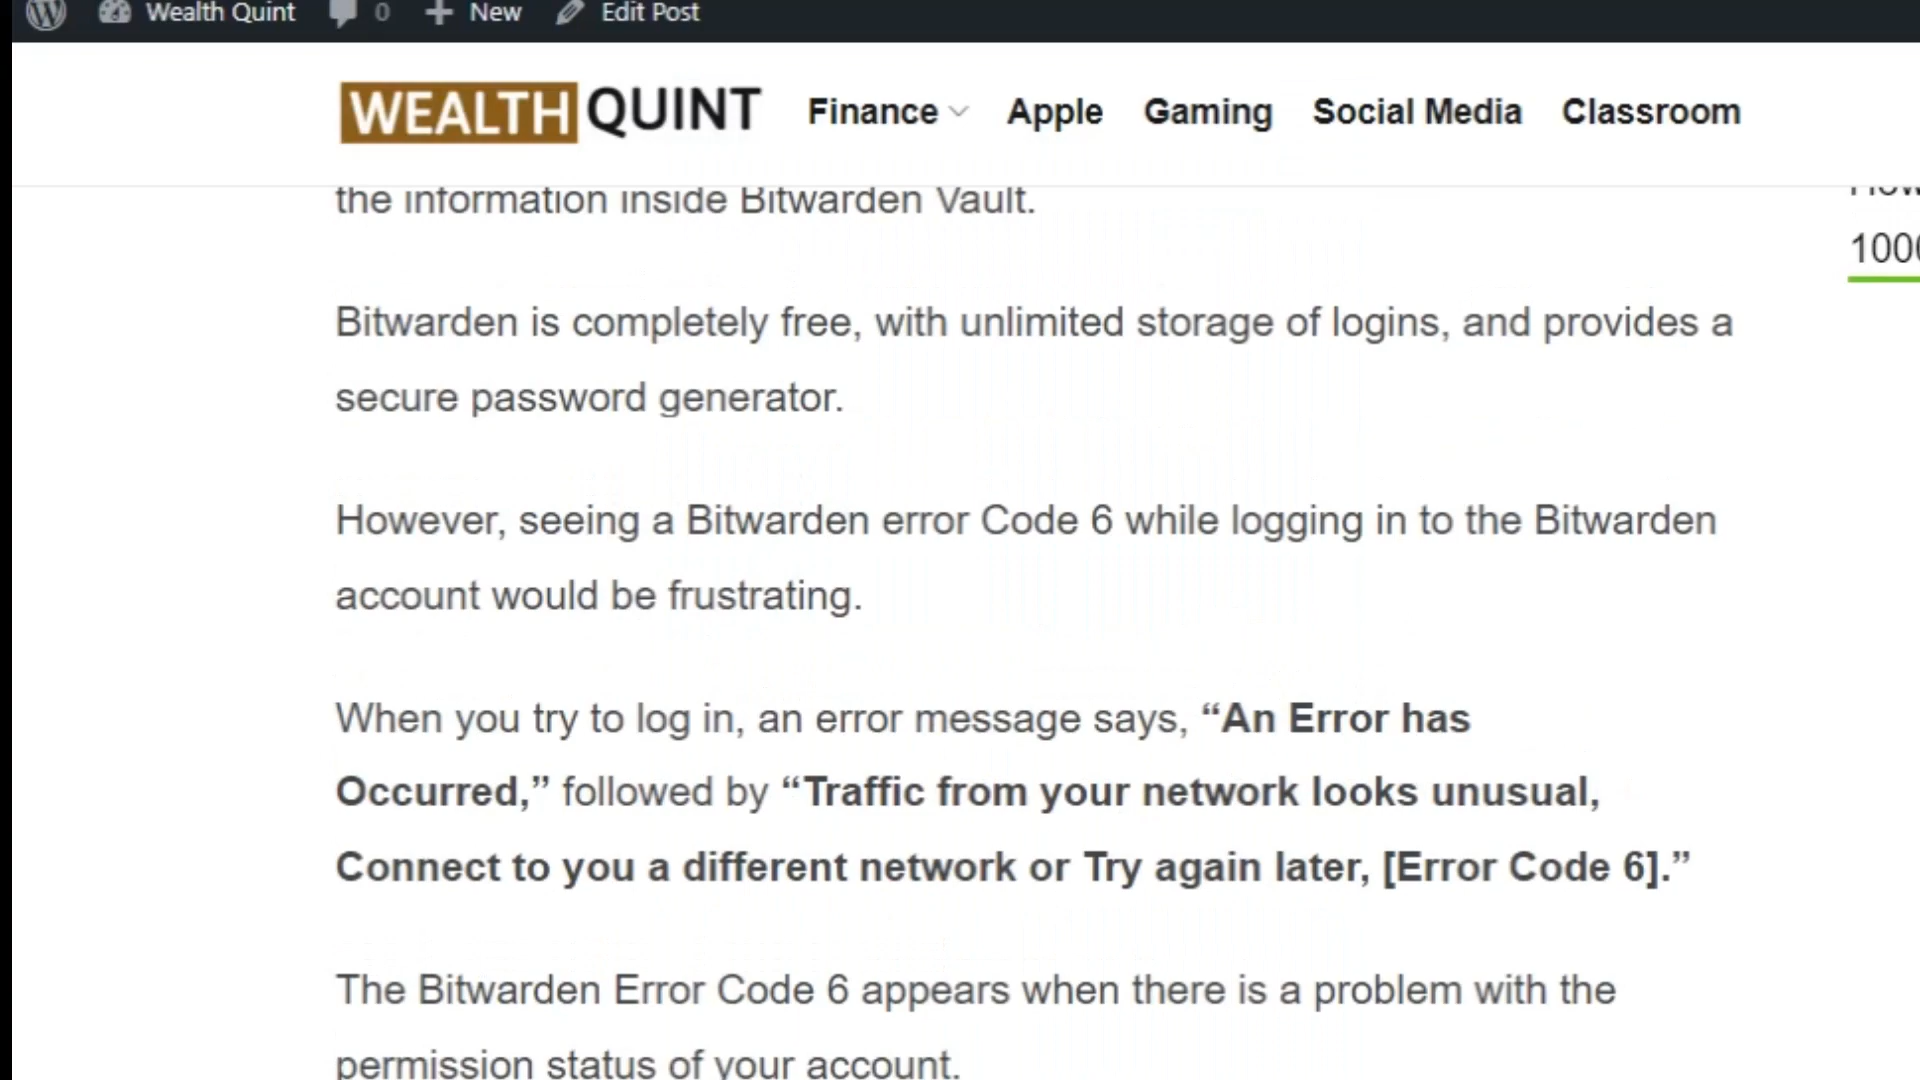 Wealth Quint 0 New Edit Post
WEALTH QUINT Finance Apple Gaming Social Media Classroom
the information inside Bitwarden Vault.
Bitwarden is completely free, with unlimited storage of logins, and provides a
secure password generator.
However, seeing a Bitwarden error Code 6 while logging in to the Bitwarden
account would be frustrating.
When you try to log in, an error message says, “An Error has
Occurred,” followed by “Traffic from your network looks unusual,
Connect to you a different network or Try again later, [Error Code 6].”
The Bitwarden Error Code 6 appears when there is a problem with the
permission status of your account.